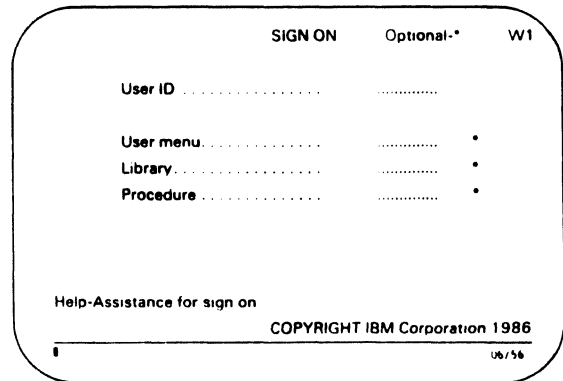 SIGN ON Optional-* W1
User ID . . . . . . . . . . . . . . . . .............
User menu. . . . . . . . . . . . . . ............. *
Library. . . . . . . . . . . . . . . . . ............. *
Procedure . . . . . . . . . . . . . . ............. *
Help-Assistance for sign on
COPYRIGHT IBM Corporation 1986
06/56